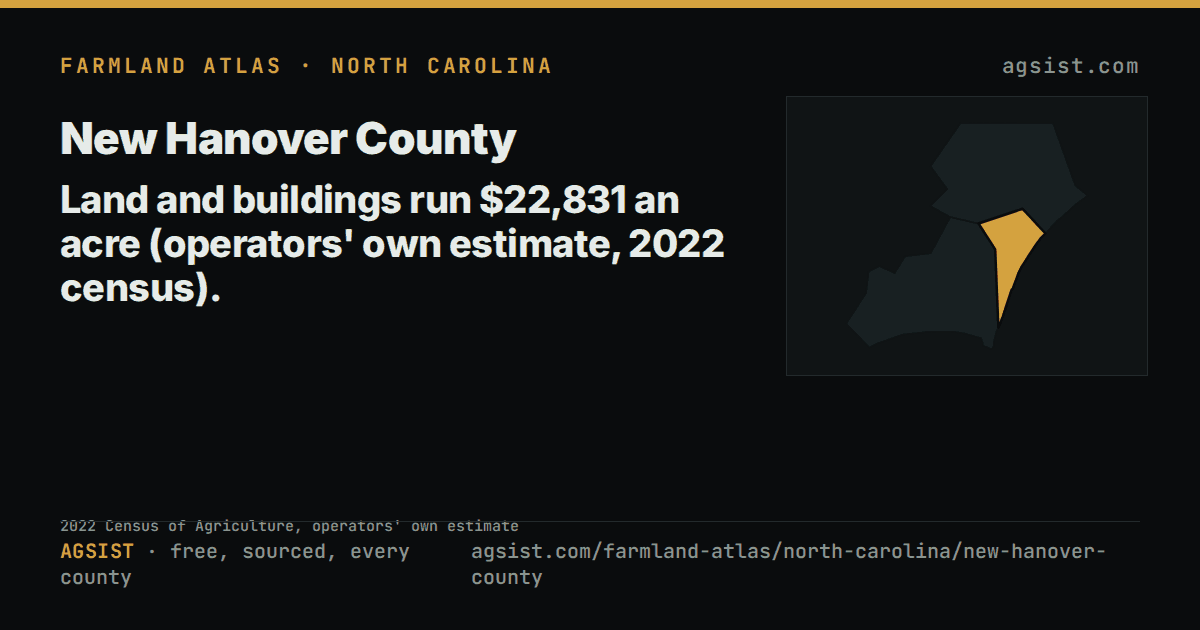 FARMLAND ATLAS · NORTH CAROLINA
agsist.com
New Hanover County
Land and buildings run $22,831 an
acre (operators' own estimate, 2022
census).
2022 Census of Agriculture, operators' own estimate
AGSIST · free, sourced, every
county
agsist.com/farmland-atlas/north-carolina/new-hanover-
county